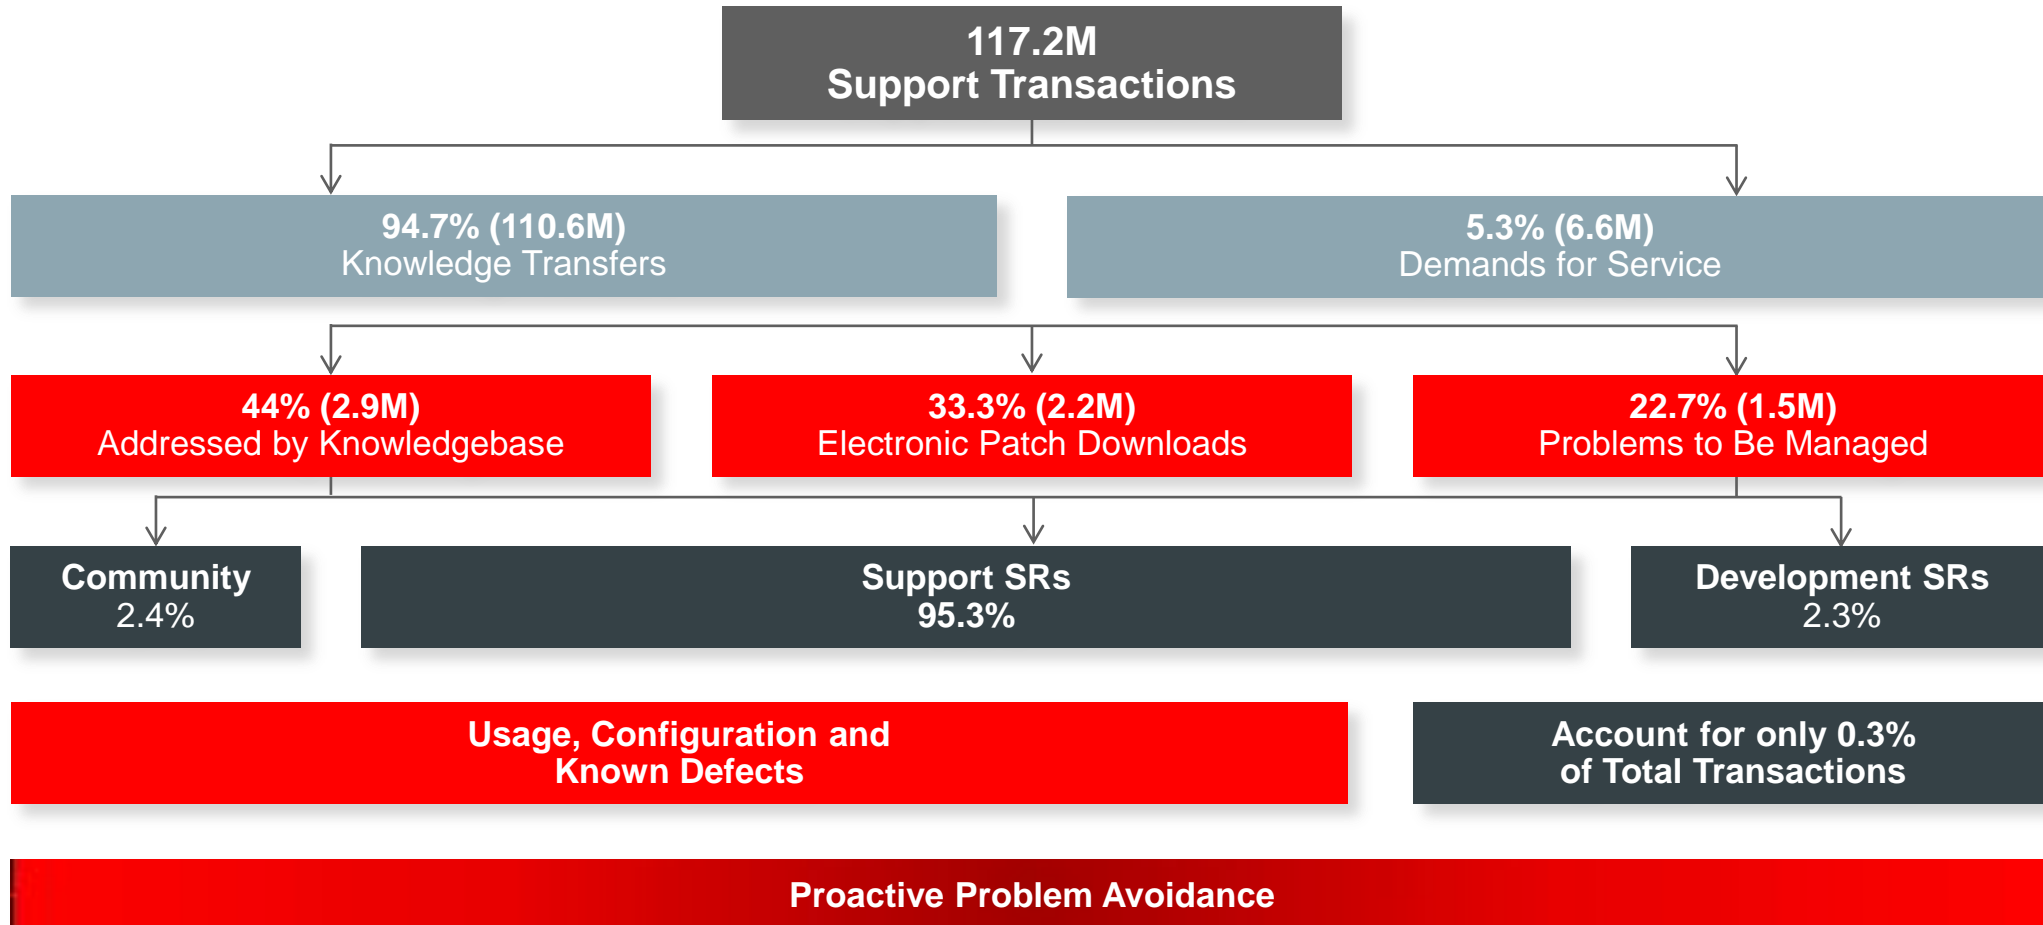 117.2M
Support Transactions
94.7% (110.6M)
Knowledge Transfers
5.3% (6.6M)
Demands for Service
44% (2.9M)
Addressed by Knowledgebase
33.3% (2.2M)
Electronic Patch Downloads
22.7% (1.5M)
Problems to Be Managed
Community
2.4%
Support SRs
95.3%
Development SRs
2.3%
Usage, Configuration and
Known Defects
Account for only 0.3%
of Total Transactions
Proactive Problem Avoidance